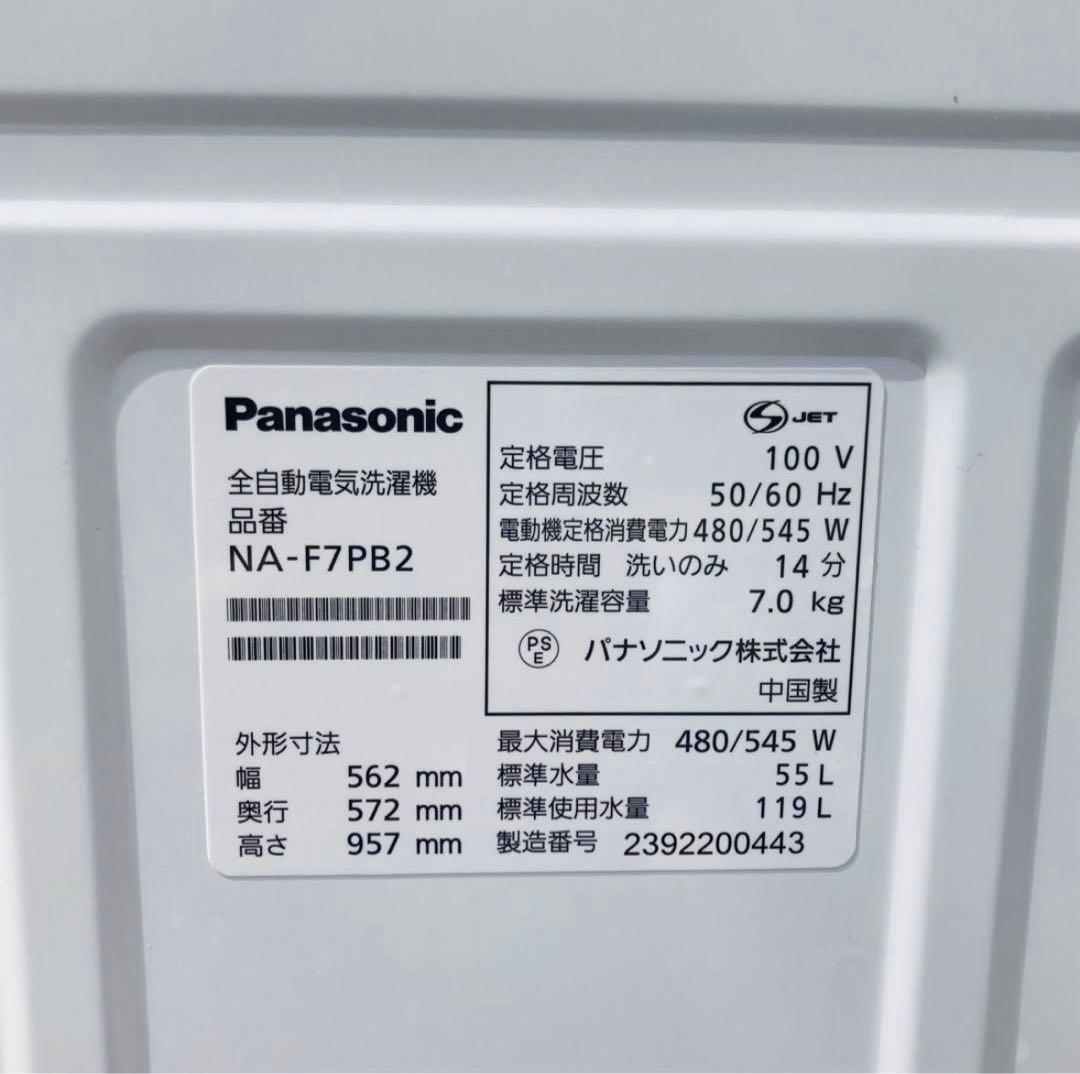 Panasonic
全自動電気洗濯機
品番
NA-F7PB2
外形寸法
幅 562 mm
奥行 572 mm
高さ 957 mm
S JET
定格電圧 100 V
定格周波数 50/60 Hz
電動機定格消費電力 480/545 W
定格時間 洗いのみ 14 分
標準洗濯容量 7.0 kg
PS
E
パナソニック株式会社
中国製
最大消費電力 480/545 W
標準水量 55 L
標準使用水量 119 L
製造番号 2392200443